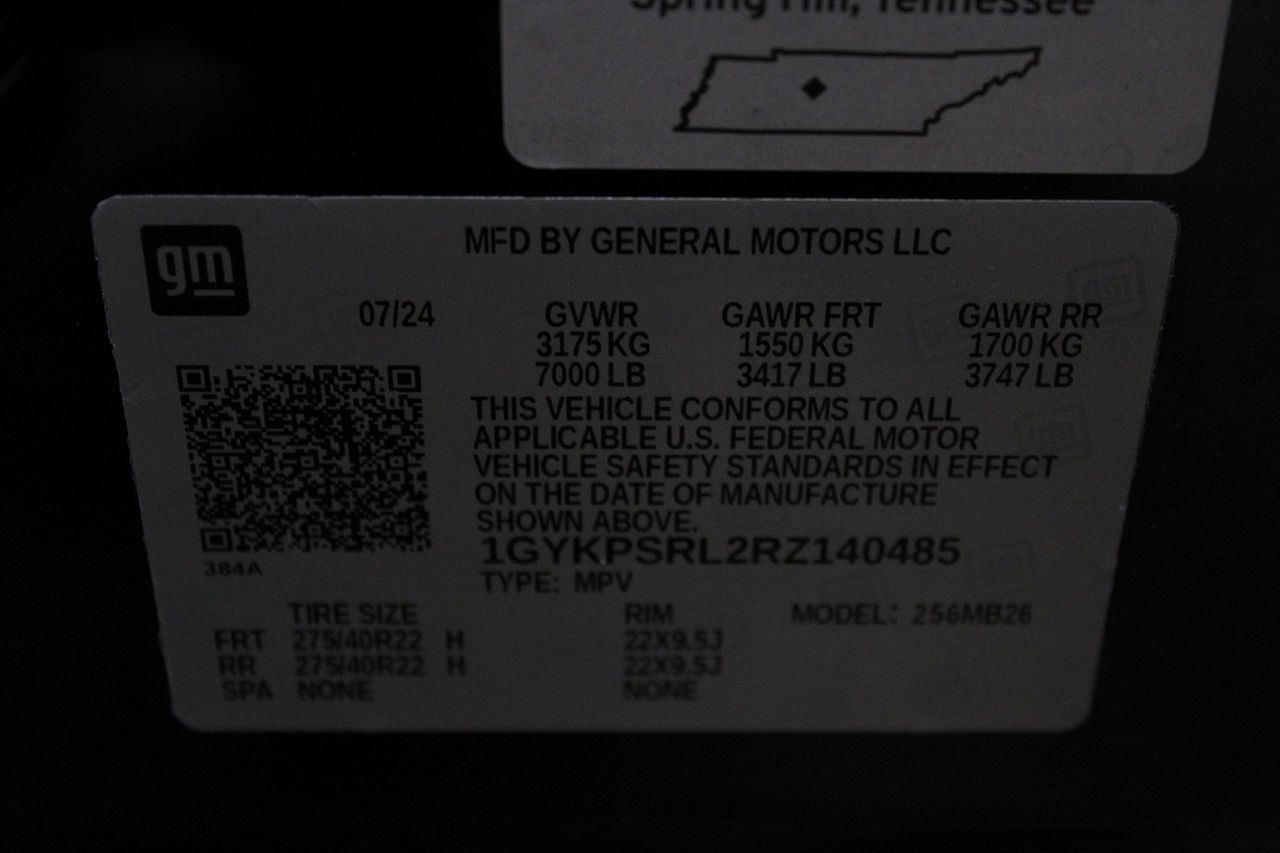 Spring Hill, Tennessee
gm
MFD BY GENERAL MOTORS LLC
07/24 GVWR GAWR FRT GAWR RR
3175 KG 1550 KG 1700 KG
7000 LB 3417 LB 3747 LB
THIS VEHICLE CONFORMS TO ALL
APPLICABLE U.S. FEDERAL MOTOR
VEHICLE SAFETY STANDARDS IN EFFECT
ON THE DATE OF MANUFACTURE
SHOWN ABOVE.
1GYKPSRL2RZ140485
384A
TYPE: MPV
TIRE SIZE RIM MODEL: 256MB26
FRT 275/40R22 H 22X9.5J
RR 275/40R22 H 22X9.5J
SPA NONE NONE